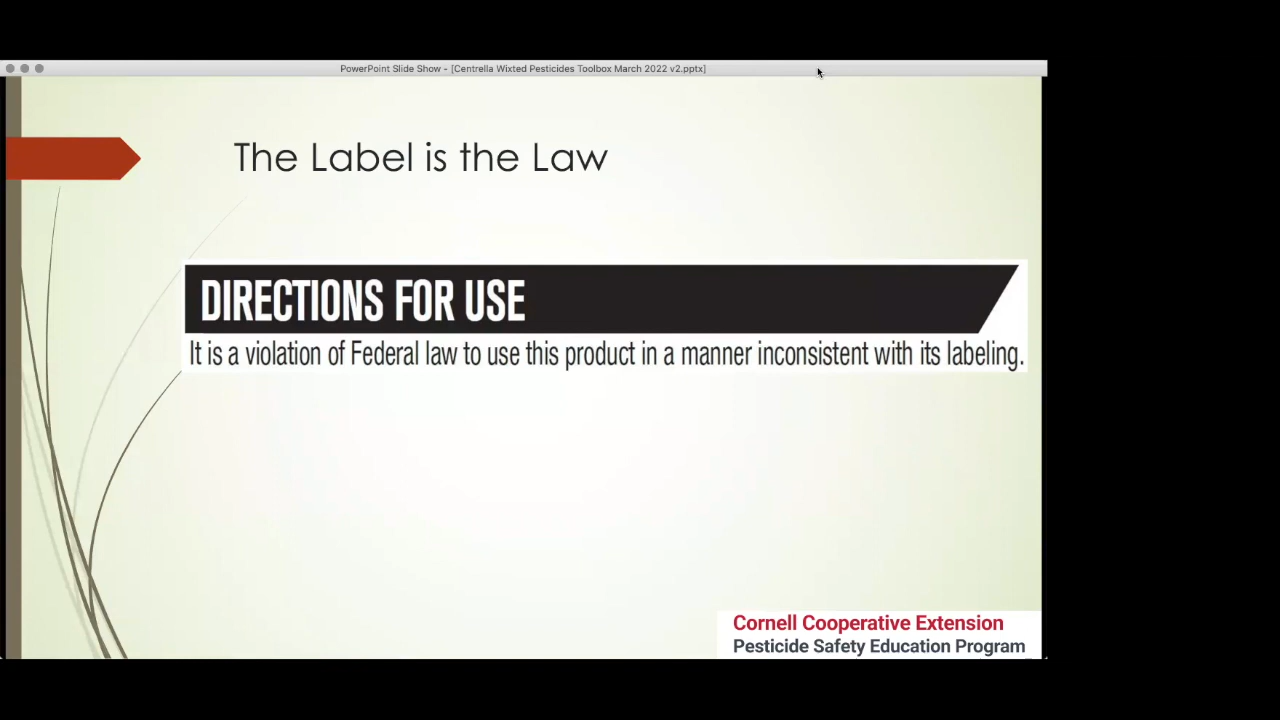 PowerPoint Slide Show - [Centrella Wixted Pesticides Toolbox March 2022 v2.pptx]
The Label is the Law
DIRECTIONS FOR USE
It is a violation of Federal law to use this product in a manner inconsistent with its labeling.
Cornell Cooperative Extension
Pesticide Safety Education Program